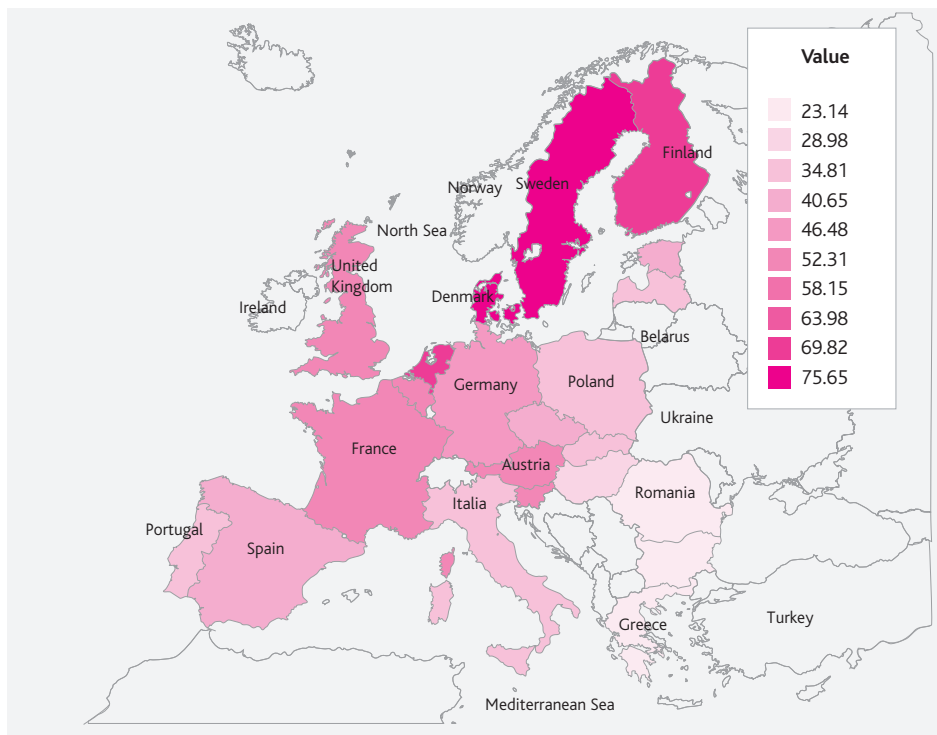 Value
23.14
28.98
34.81
40.65
46.48
52.31
58.15
63.98
69.82
75.65
Finland
Norway
Sweden
North Sea
United
Kingdom
Denmark
Ireland
Belarus
Germany
Poland
Ukraine
France
Austria
Italia
Romania
Portugal
Spain
Greece
Turkey
Mediterranean Sea